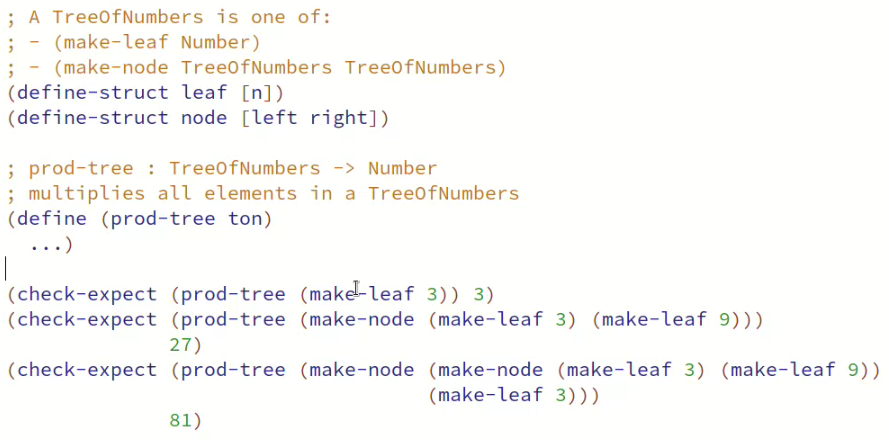 ; A TreeOfNumbers is one of:
; - (make-leaf Number)
; - (make-node TreeOfNumbers TreeOfNumbers)
(define-struct leaf [n])
(define-struct node [left right])
; prod-tree : TreeOfNumbers -> Number
; multiplies all elements in a TreeOfNumbers
(define (prod-tree ton)
  ...)
(check-expect (prod-tree (make-leaf 3)) 3)
(check-expect (prod-tree (make-node (make-leaf 3) (make-leaf 9)))
              27)
(check-expect (prod-tree (make-node (make-node (make-leaf 3) (make-leaf 9))
                                    (make-leaf 3)))
              81)